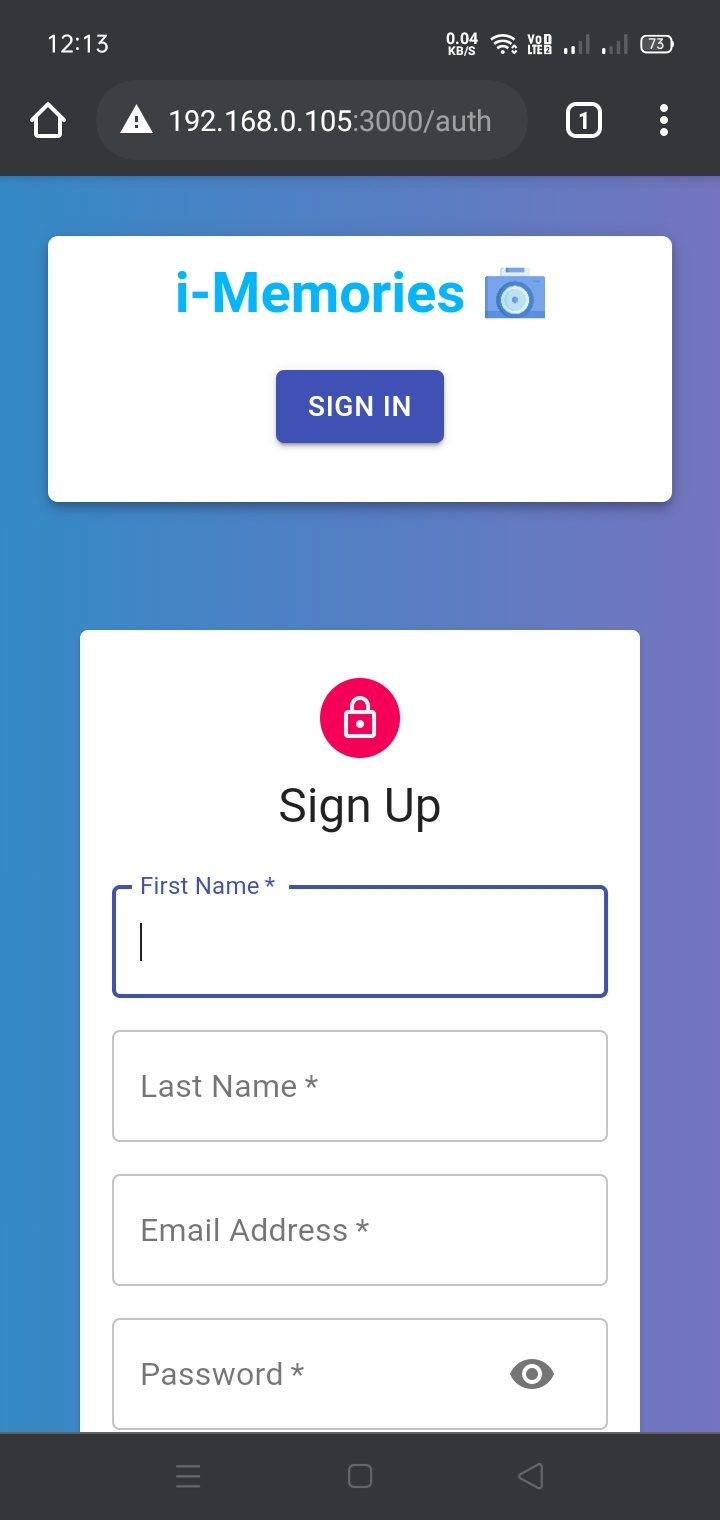 12:13
0.04
KB/S
VoD
LTE2
73
192.168.0.105:3000/auth
1
i-Memories
SIGN IN
Sign Up
First Name *
Last Name *
Email Address *
Password *